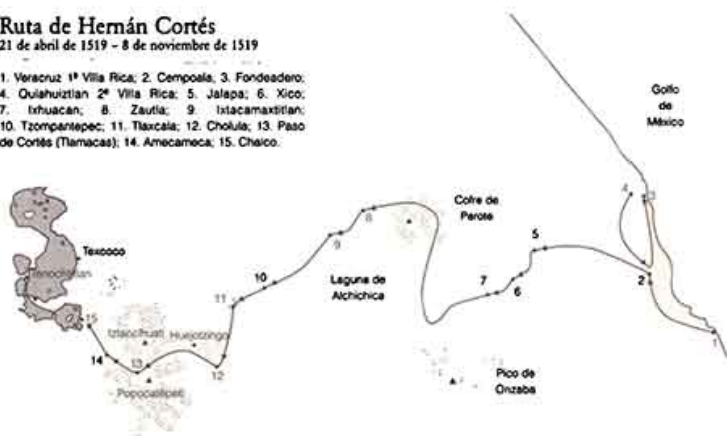 Ruta de Hernán Cortés
21 de abril de 1519 – 8 de noviembre de 1519
1. Veracruz 1ª Villa Rica; 2. Cempoala; 3. Fondeadero;
4. Quiahuiztlan 2ª Villa Rica; 5. Jalapa; 6. Xico;
7. Ixhuacan; 8. Zautla; 9. Ixtacamaxtitlan;
10. Tzompantepec; 11. Tlaxcala; 12. Cholula; 13. Paso
de Cortés (Tlamacas); 14. Amecameca; 15. Chalco.
Golfo
de
México
4
3
Cofre de
Perote
8
9
5
Texcoco
Tenochtitlan
10
Laguna de
Alchichica
7
6
2
11
15
Iztaccihuatl
Huejotzingo
1
14
13
12
Popocatépetl
Pico de
Orizaba